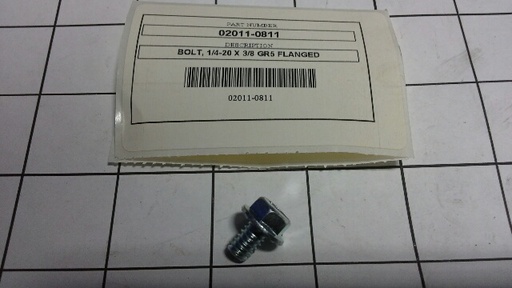 PART NUMBER
02011-0811
DESCRIPTION
BOLT, 1/4-20 X 3/8 GR5 FLANGED
02011-0811